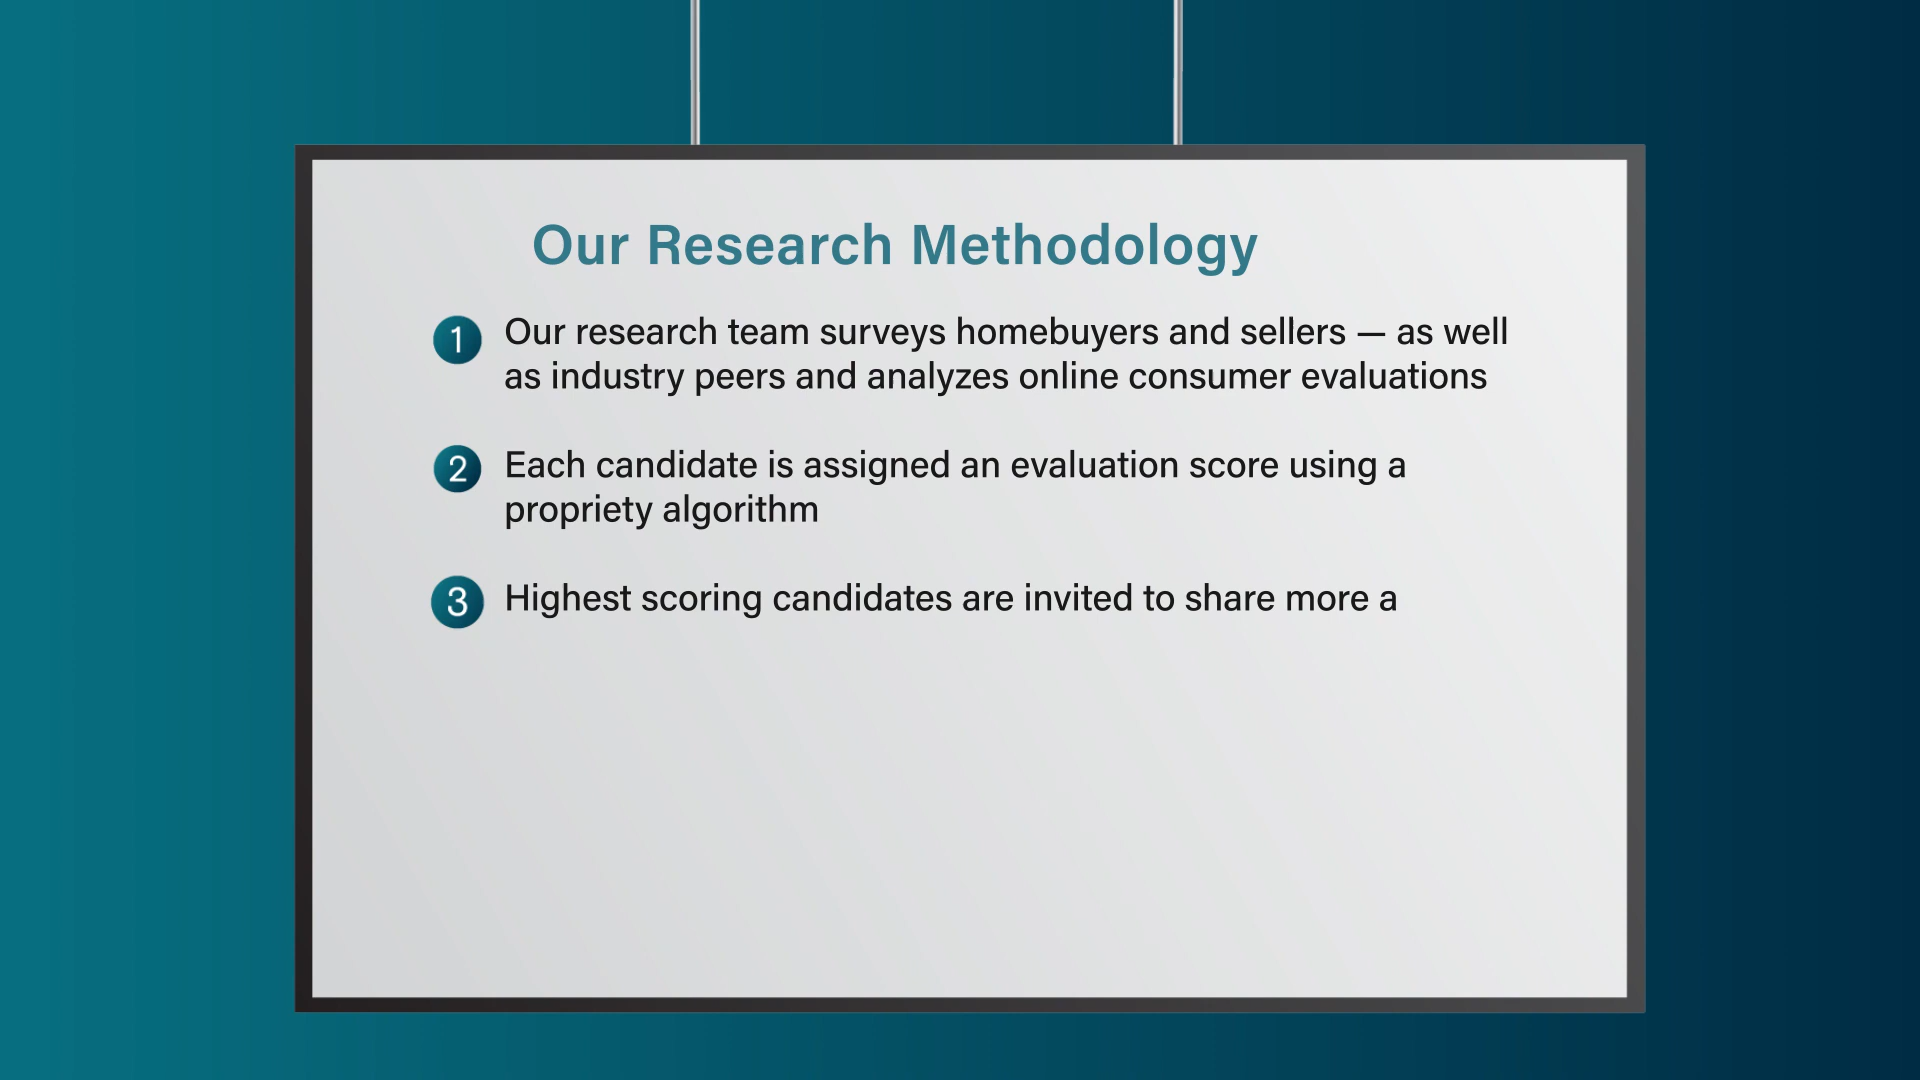 Our Research Methodology
1 Our research team surveys homebuyers and sellers — as well
as industry peers and analyzes online consumer evaluations
2 Each candidate is assigned an evaluation score using a
propriety algorithm
3 Highest scoring candidates are invited to share more a